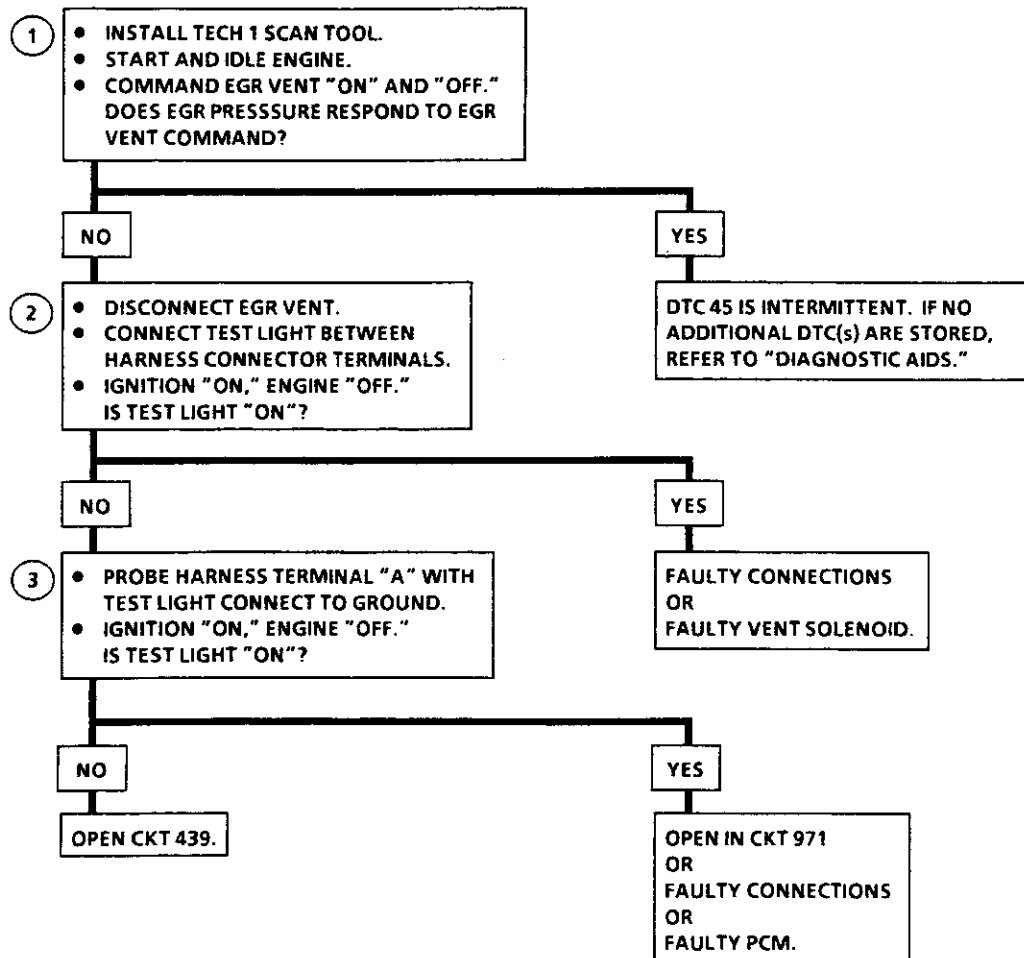 1
• INSTALL TECH 1 SCAN TOOL.
• START AND IDLE ENGINE.
• COMMAND EGR VENT "ON" AND "OFF."
DOES EGR PRESSSURE RESPOND TO EGR
VENT COMMAND?
NO
YES
2
• DISCONNECT EGR VENT.
• CONNECT TEST LIGHT BETWEEN
HARNESS CONNECTOR TERMINALS.
• IGNITION "ON," ENGINE "OFF."
IS TEST LIGHT "ON"?
DTC 45 IS INTERMITTENT. IF NO
ADDITIONAL DTC(s) ARE STORED,
REFER TO "DIAGNOSTIC AIDS."
NO
YES
3
• PROBE HARNESS TERMINAL "A" WITH
TEST LIGHT CONNECT TO GROUND.
• IGNITION "ON," ENGINE "OFF."
IS TEST LIGHT "ON"?
FAULTY CONNECTIONS
OR
FAULTY VENT SOLENOID.
NO
YES
OPEN CKT 439.
OPEN IN CKT 971
OR
FAULTY CONNECTIONS
OR
FAULTY PCM.